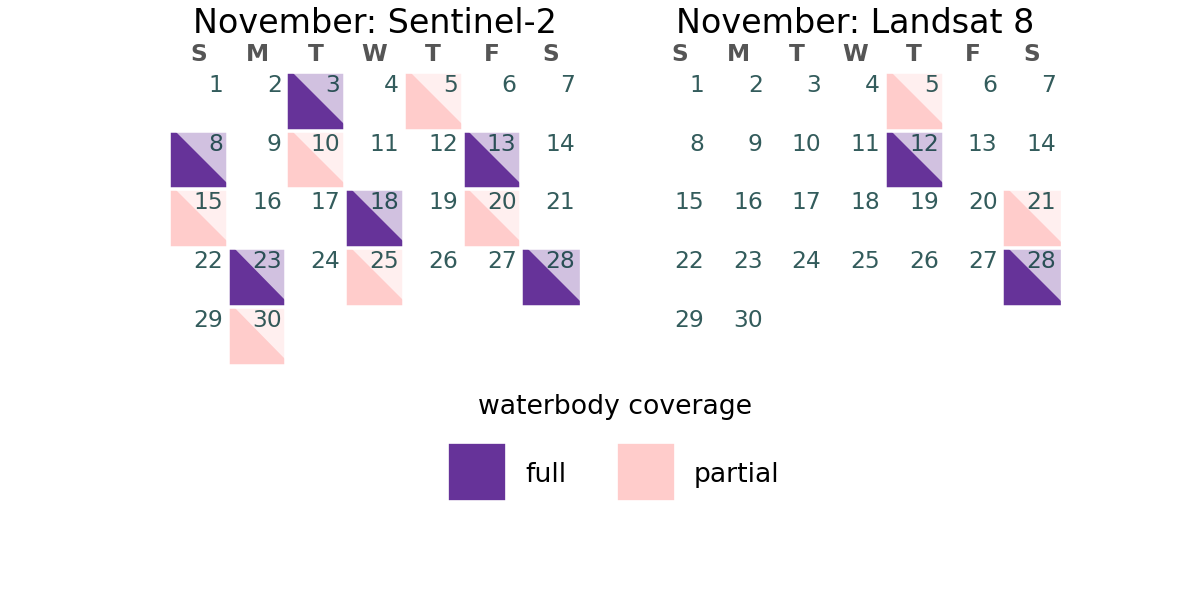 November: Sentinel-2
S M T W T F S
1 2 3 4 5 6 7
8 9 10 11 12 13 14
15 16 17 18 19 20 21
22 23 24 25 26 27 28
29 30
November: Landsat 8
S M T W T F S
1 2 3 4 5 6 7
8 9 10 11 12 13 14
15 16 17 18 19 20 21
22 23 24 25 26 27 28
29 30
waterbody coverage
full partial